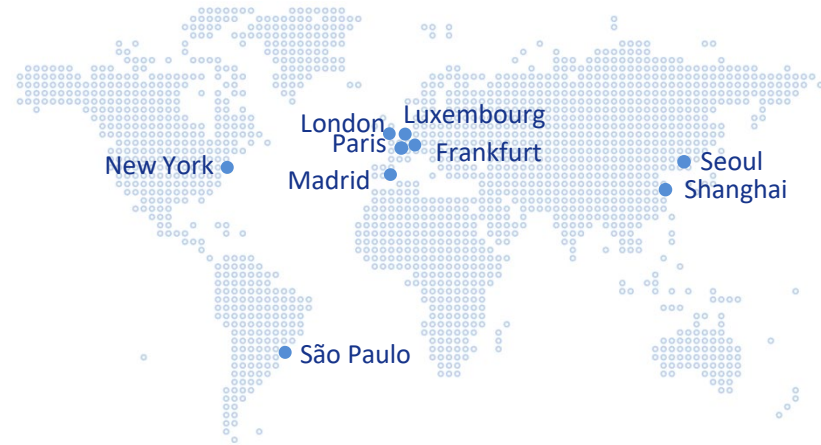 London
Luxembourg
Paris
Frankfurt
New York
Madrid
Seoul
Shanghai
São Paulo